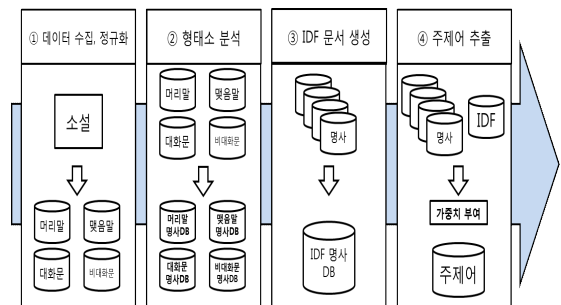 ① 데이터 수집, 정규화
소설
머리말
맺음말
대화문
비대화문
② 형태소 분석
머리말
맺음말
대화문
비대화문
머리말
명사DB
맺음말
명사DB
대화문
명사DB
비대화문
명사DB
③ IDF 문서 생성
명사
IDF 명사
DB
④ 주제어 추출
명사
IDF
가중치 부여
주제어